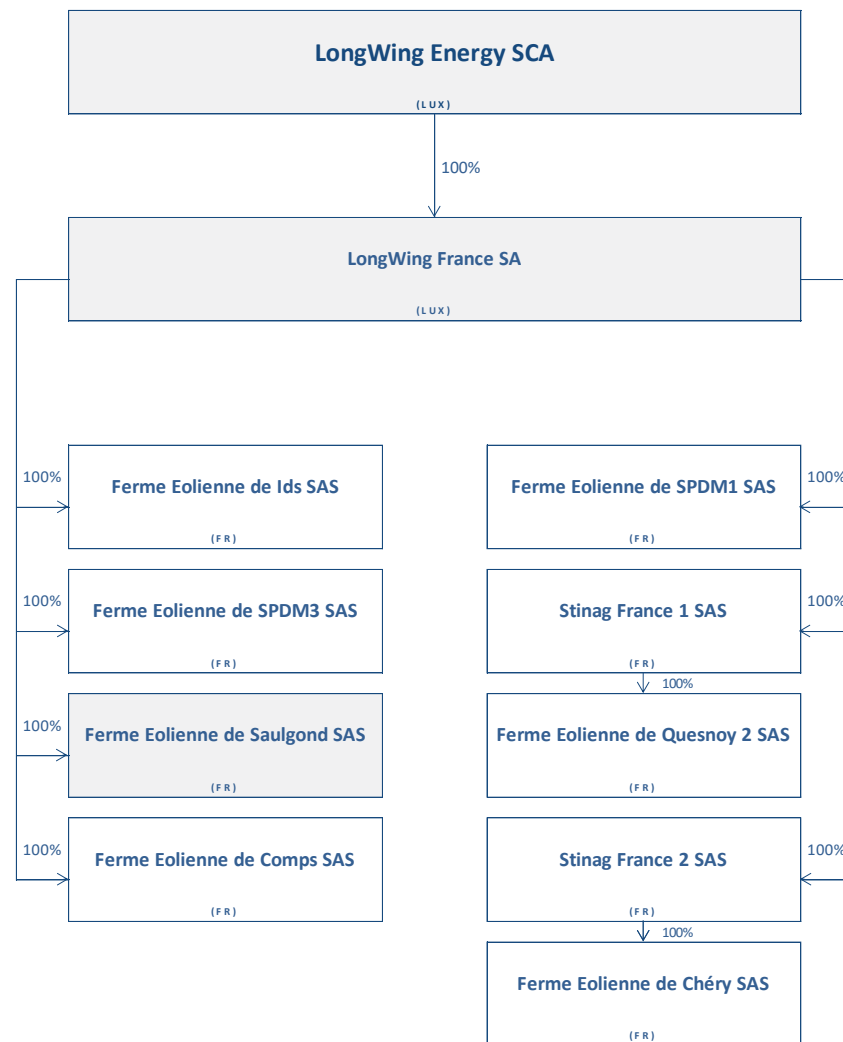 LongWing Energy SCA
(LUX)
100%
LongWing France SA
(LUX)
100%
Ferme Eolienne de Ids SAS
(FR)
Ferme Eolienne de SPDM1 SAS
(FR)
100%
100%
Ferme Eolienne de SPDM3 SAS
(FR)
Stinag France 1 SAS
(FR)
100%
100%
100%
Ferme Eolienne de Saulgond SAS
(FR)
Ferme Eolienne de Quesnoy 2 SAS
(FR)
100%
Ferme Eolienne de Comps SAS
(FR)
Stinag France 2 SAS
(FR)
100%
100%
Ferme Eolienne de Chéry SAS
(FR)